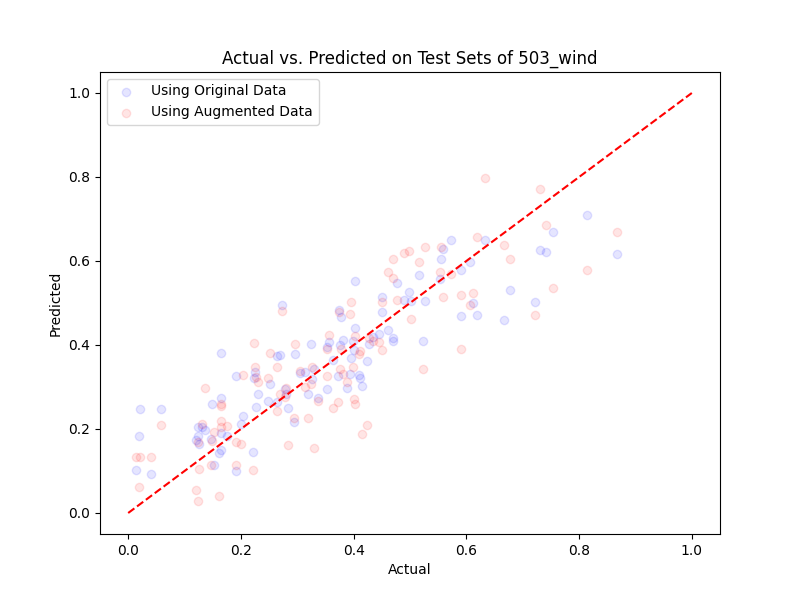 Actual vs. Predicted on Test Sets of 503_wind
Using Original Data
Using Augmented Data
1.0
0.8
0.6
0.4
0.2
0.0
Predicted
0.0 0.2 0.4 0.6 0.8 1.0
Actual